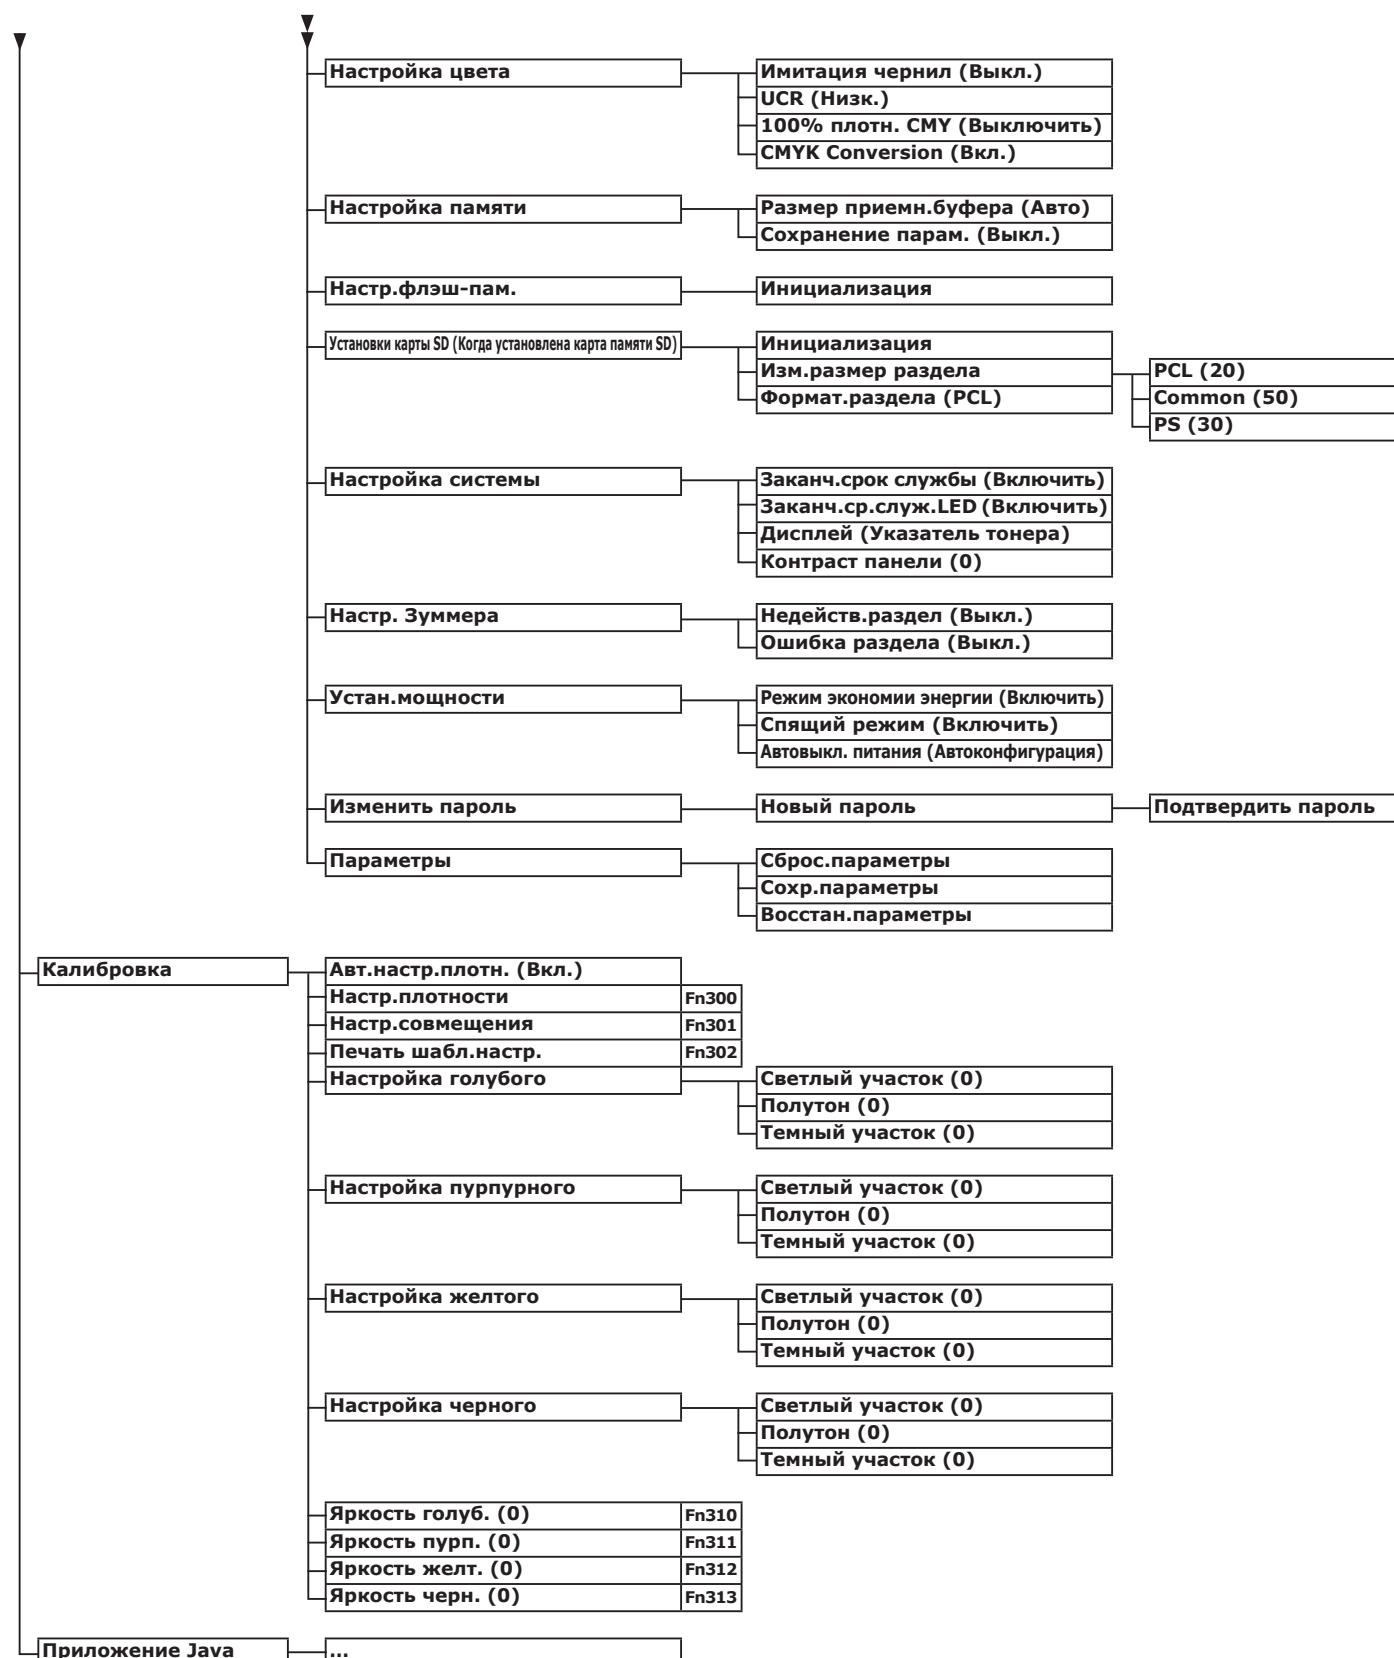 Настройка цвета
Имитация чернил (Выкл.)
UCR (Низк.)
100% плотн. CMY (Выключить)
CMYK Conversion (Вкл.)
Настройка памяти
Размер приемн.буфера (Авто)
Сохранение парам. (Выкл.)
Настр.флэш-пам.
Инициализация
Установки карты SD (Когда установлена карта памяти SD)
Инициализация
Изм.размер раздела
PCL (20)
Common (50)
PS (30)
Формат.раздела (PCL)
Настройка системы
Заканч.срок службы (Включить)
Заканч.ср.служ.LED (Включить)
Дисплей (Указатель тонера)
Контраст панели (0)
Настр. Зуммера
Недейств.раздел (Выкл.)
Ошибка раздела (Выкл.)
Устан.мощности
Режим экономии энергии (Включить)
Спящий режим (Включить)
Автовыкл. питания (Автоконфигурация)
Изменить пароль
Новый пароль
Подтвердить пароль
Параметры
Сброс.параметры
Сохр.параметры
Восстан.параметры
Калибровка
Авт.настр.плотн. (Вкл.)
Настр.плотности Fn300
Настр.совмещения Fn301
Печать шабл.настр. Fn302
Настройка голубого
Светлый участок (0)
Полутон (0)
Темный участок (0)
Настройка пурпурного
Светлый участок (0)
Полутон (0)
Темный участок (0)
Настройка желтого
Светлый участок (0)
Полутон (0)
Темный участок (0)
Настройка черного
Светлый участок (0)
Полутон (0)
Темный участок (0)
Яркость голуб. (0) Fn310
Яркость пурп. (0) Fn311
Яркость желт. (0) Fn312
Яркость черн. (0) Fn313
Приложение Java
...